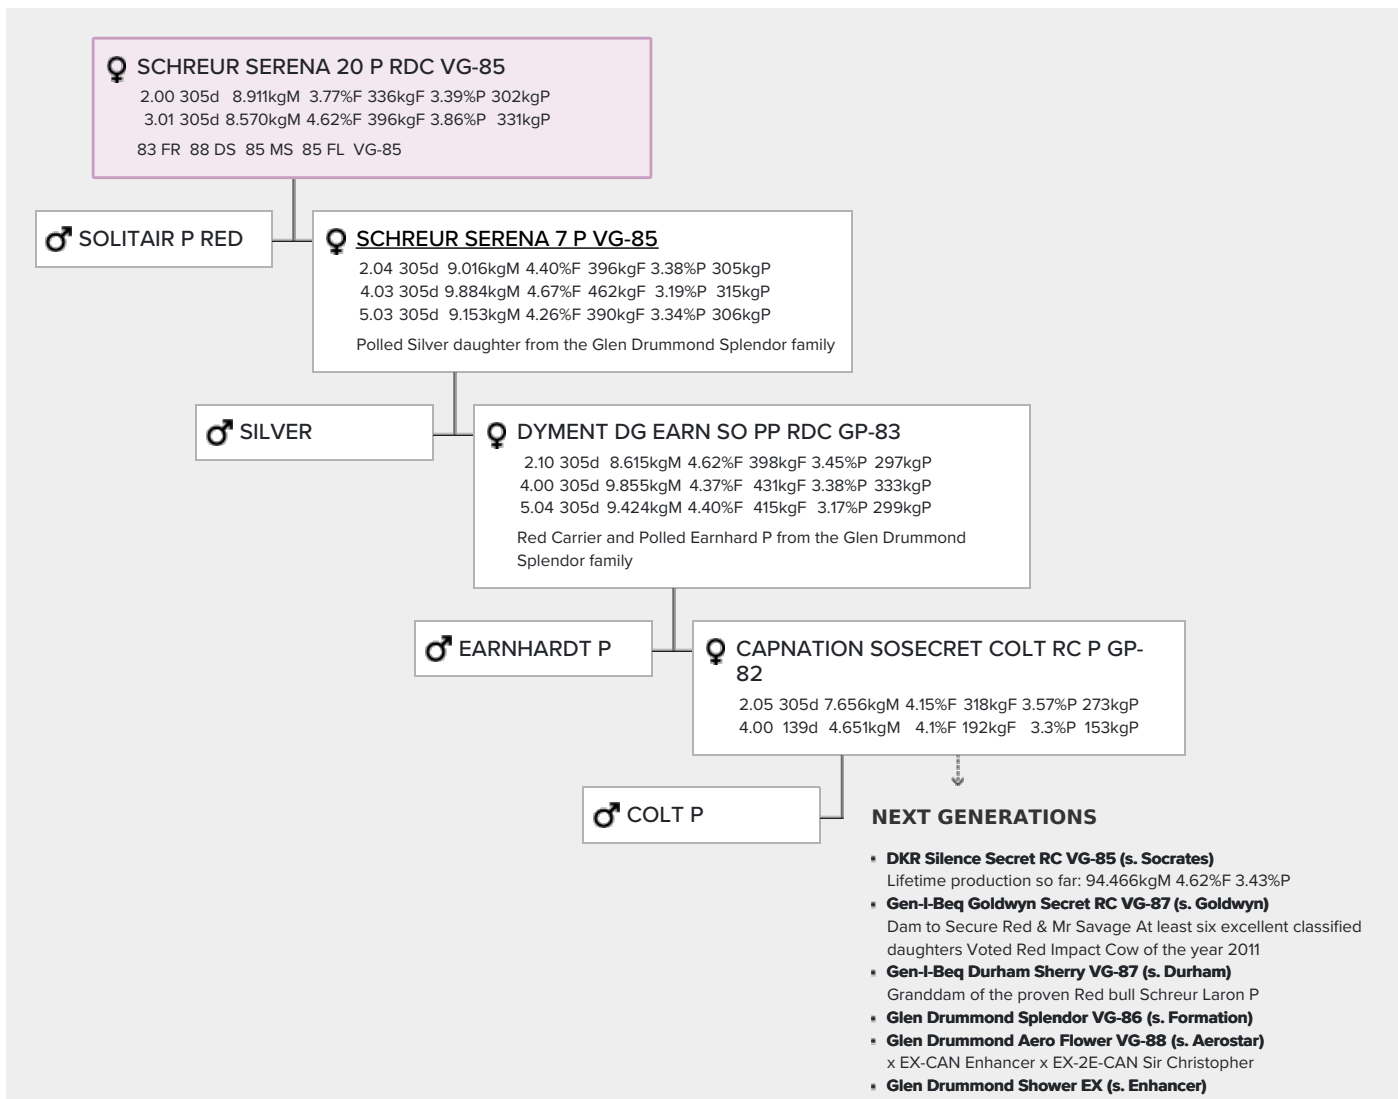 SCHREUR SERENA 20 P RDC VG-85
2.00 305d 8.911kgM 3.77%F 336kgF 3.39%P 302kgP
3.01 305d 8.570kgM 4.62%F 396kgF 3.86%P 331kgP
83 FR 88 DS 85 MS 85 FL VG-85
SOLITAIR P RED
SCHREUR SERENA 7 P VG-85
2.04 305d 9.016kgM 4.40%F 396kgF 3.38%P 305kgP
4.03 305d 9.884kgM 4.67%F 462kgF 3.19%P 315kgP
5.03 305d 9.153kgM 4.26%F 390kgF 3.34%P 306kgP
Polled Silver daughter from the Glen Drummond Splendor family
SILVER
DYMENT DG EARN SO PP RDC GP-83
2.10 305d 8.615kgM 4.62%F 398kgF 3.45%P 297kgP
4.00 305d 9.855kgM 4.37%F 431kgF 3.38%P 333kgP
5.04 305d 9.424kgM 4.40%F 415kgF 3.17%P 299kgP
Red Carrier and Polled Earnhard P from the Glen Drummond
Splendor family
EARNHARDT P
CAPNATION SOSECRET COLT RC P GP-
82
2.05 305d 7.656kgM 4.15%F 318kgF 3.57%P 273kgP
4.00 139d 4.651kgM 4.1%F 192kgF 3.3%P 153kgP
COLT P
NEXT GENERATIONS
DKR Silence Secret RC VG-85 (s. Socrates)
Lifetime production so far: 94.466kgM 4.62%F 3.43%P
Gen-I-Beq Goldwyn Secret RC VG-87 (s. Goldwyn)
Dam to Secure Red & Mr Savage At least six excellent classified
daughters Voted Red Impact Cow of the year 2011
Gen-I-Beq Durham Sherry VG-87 (s. Durham)
Granddam of the proven Red bull Schreur Laron P
Glen Drummond Splendor VG-86 (s. Formation)
Glen Drummond Aero Flower VG-88 (s. Aerostar)
x EX-CAN Enhancer x EX-2E-CAN Sir Christopher
Glen Drummond Shower EX (s. Enhancer)